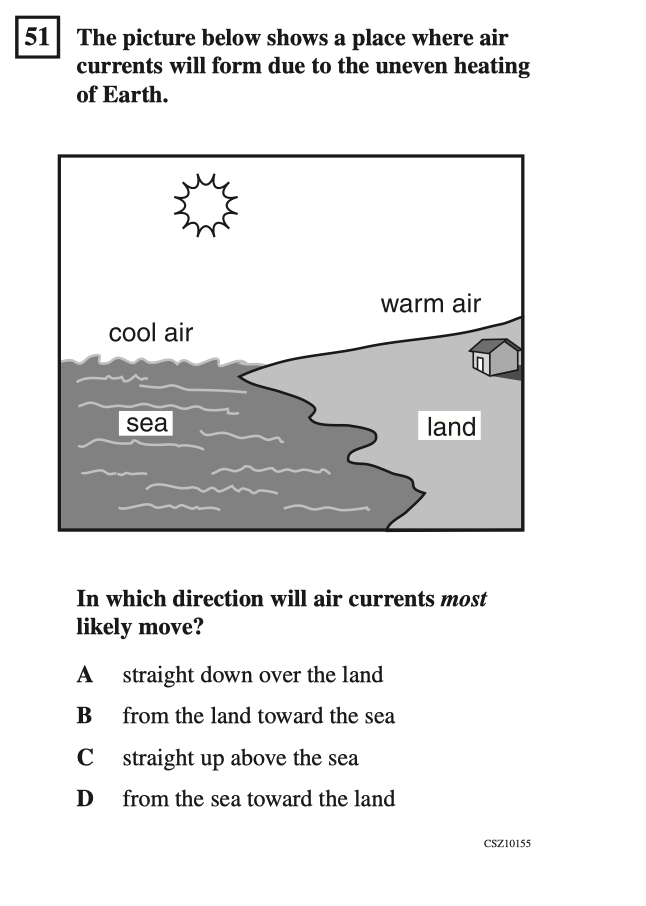 51 The picture below shows a place where air
currents will form due to the uneven heating
of Earth.
warm air
cool air
sea
land
In which direction will air currents most
likely move?
A straight down over the land
B from the land toward the sea
C straight up above the sea
D from the sea toward the land
CSZ10155